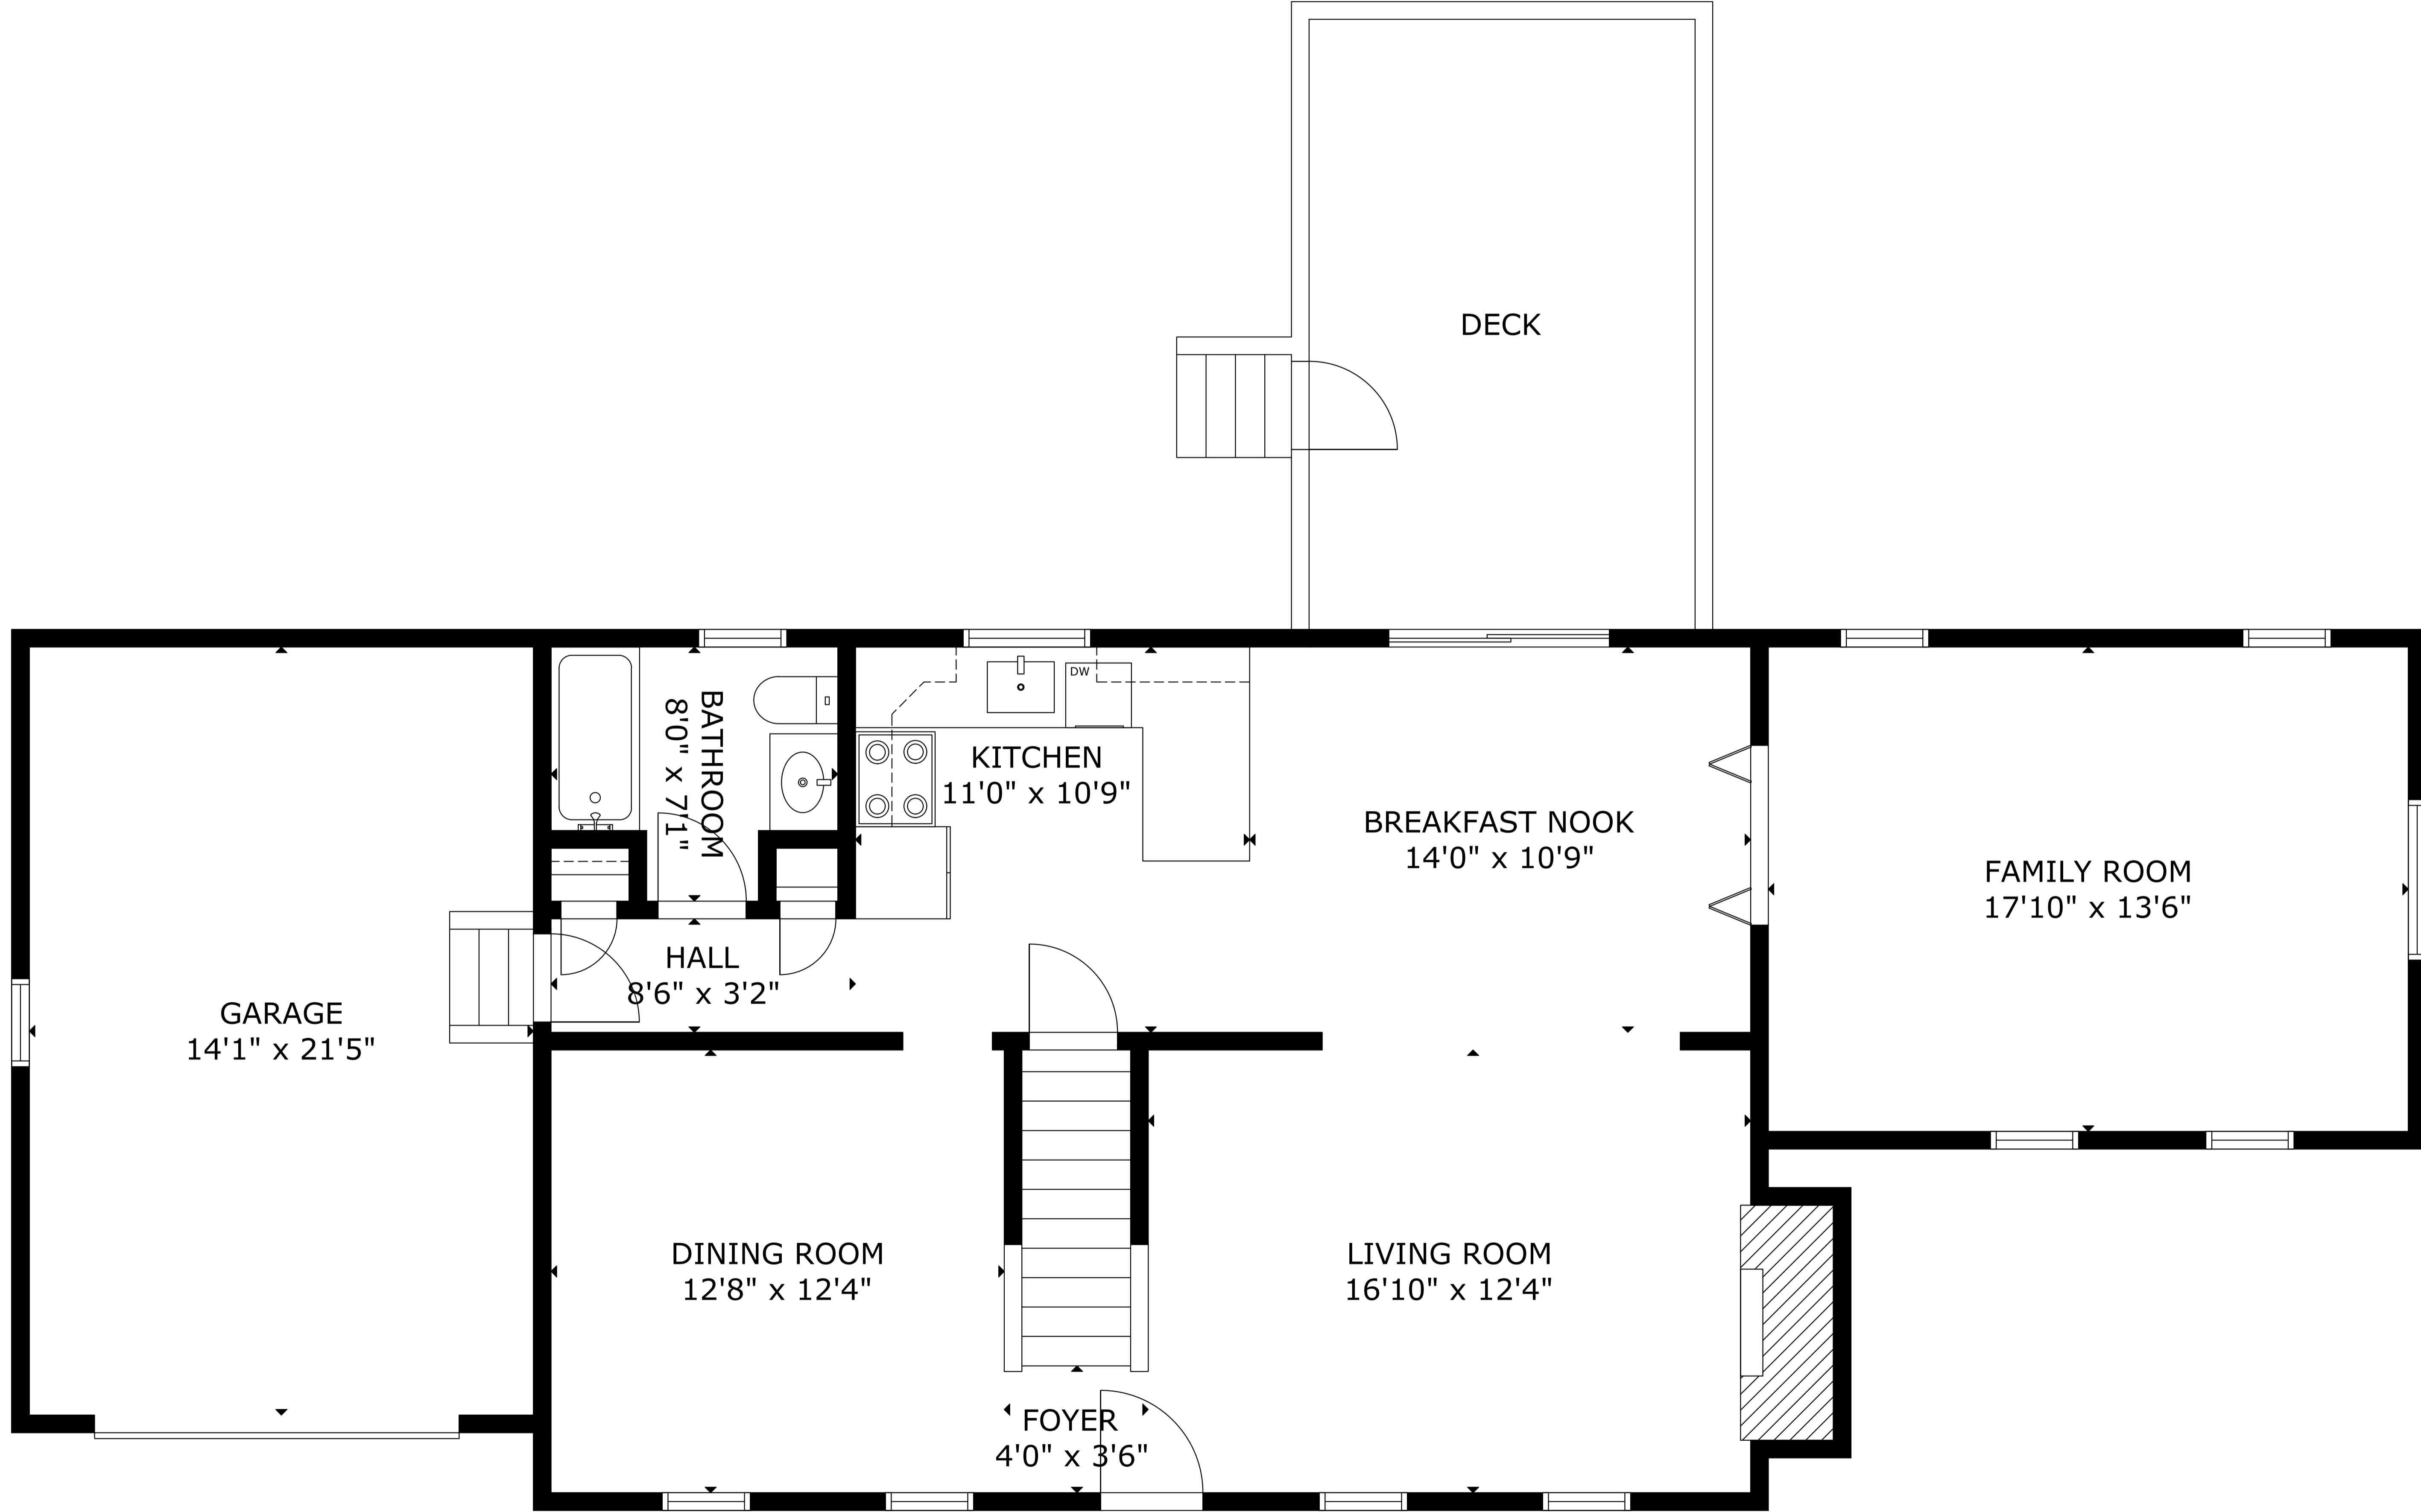 DECK
DW
BATHROOM
8'0" x 7'1"
KITCHEN
11'0" x 10'9"
BREAKFAST NOOK
14'0" x 10'9"
FAMILY ROOM
17'10" x 13'6"
HALL
8'6" x 3'2"
GARAGE
14'1" x 21'5"
DINING ROOM
12'8" x 12'4"
LIVING ROOM
16'10" x 12'4"
FOYER
4'0" x 3'6"